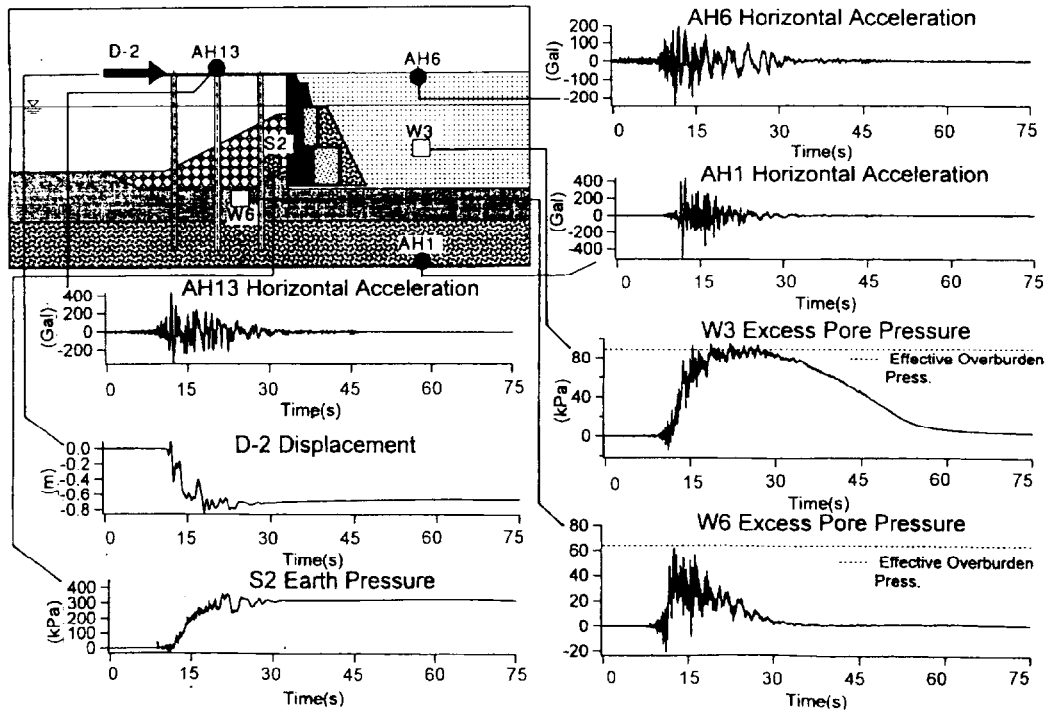 D-2
AH13
AH6
W3
S2
W6
AH1
AH6 Horizontal Acceleration
(Gal)
200
100
0
-200
0 15 30 45 60 75
Time(s)
AH1 Horizontal Acceleration
(Gal)
400
200
0
-400
0 15 30 45 60 75
Time(s)
AH13 Horizontal Acceleration
(Gal)
400
200
0
-200
0 15 30 45 60 75
Time(s)
W3 Excess Pore Pressure
(kPa)
80
40
0
Effective Overburden
Press.
0 15 30 45 60 75
Time(s)
D-2 Displacement
(m)
0.0
-0.2
-0.4
-0.6
-0.8
0 15 30 45 60 75
Time(s)
W6 Excess Pore Pressure
(kPa)
80
60
40
20
0
-20
Effective Overburden
Press.
0 15 30 45 60 75
Time(s)
S2 Earth Pressure
(kPa)
400
300
200
100
0
0 15 30 45 60 75
Time(s)